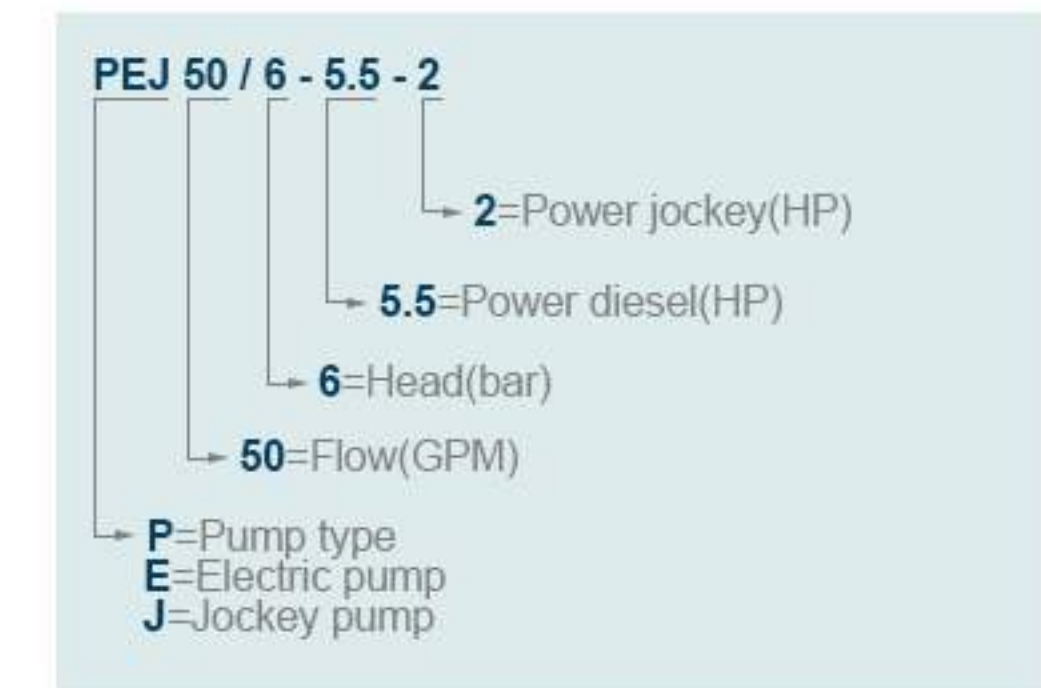 PEJ 50 / 6 - 5.5 - 2
2=Power jockey(HP)
5.5=Power diesel(HP)
6=Head(bar)
50=Flow(GPM)
P=Pump type
E=Electric pump
J=Jockey pump